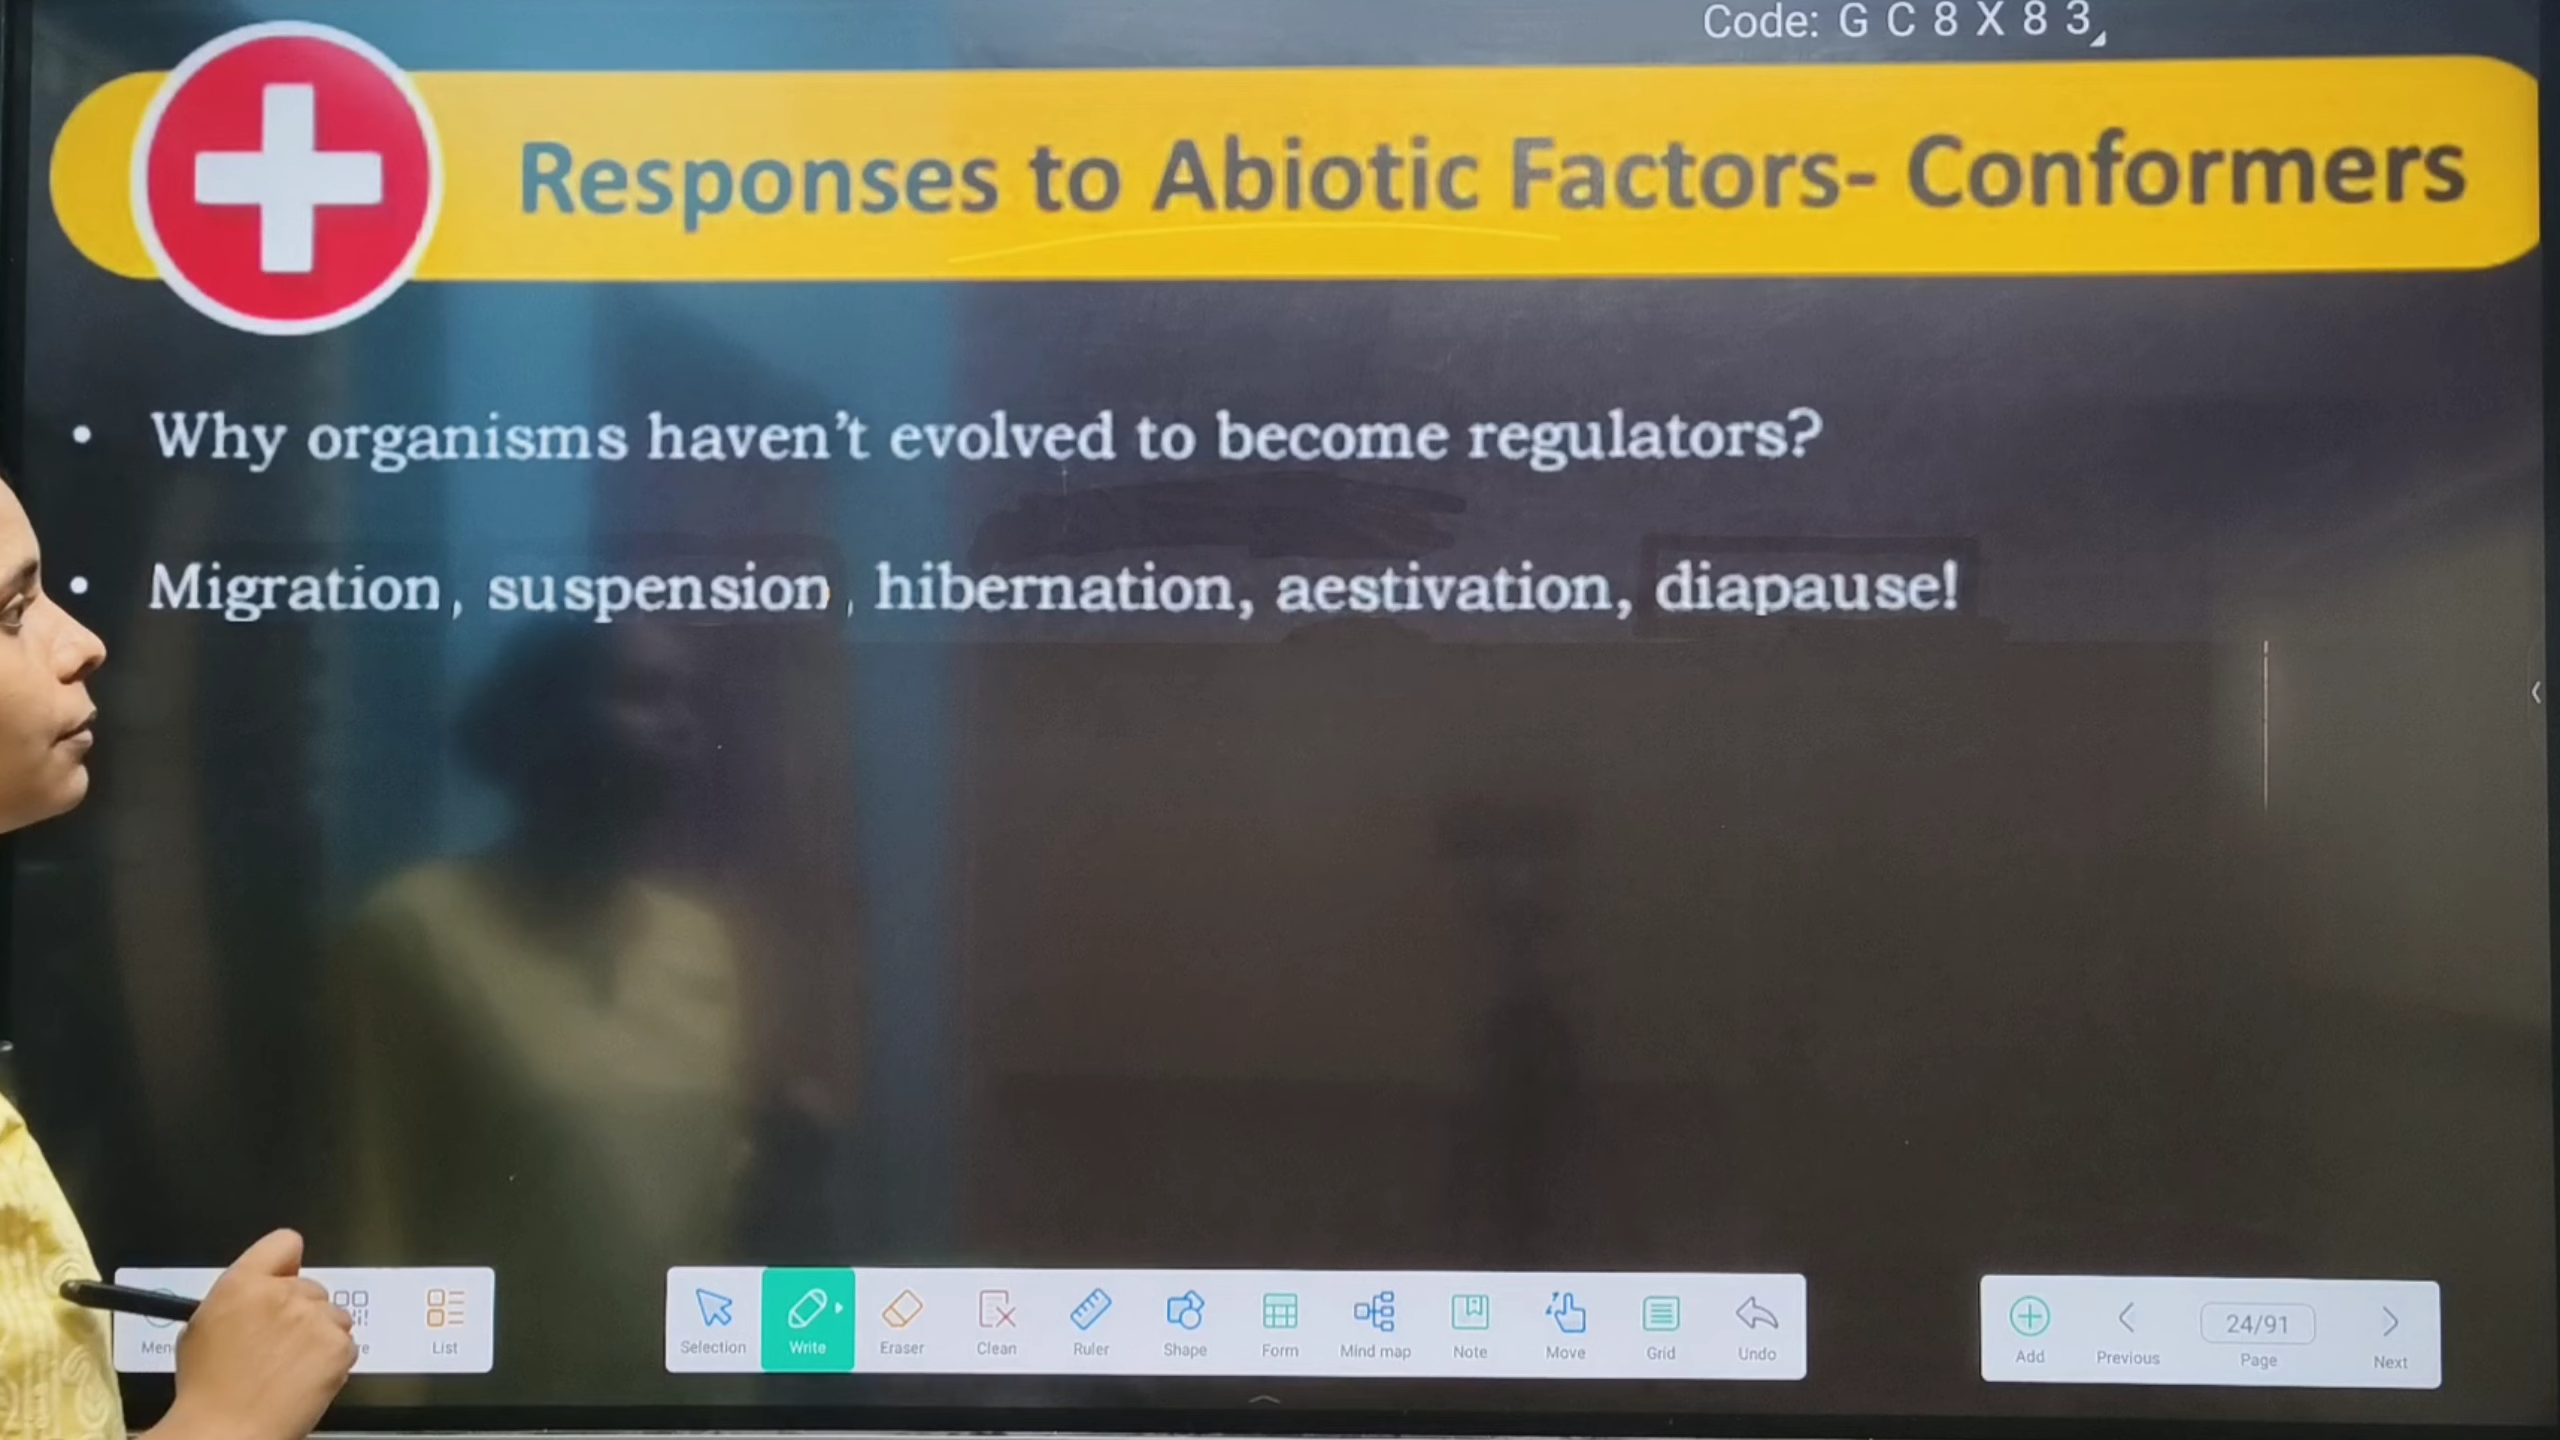 Code: G C 8 X 8 3
Responses to Abiotic Factors- Conformers
• Why organisms haven't evolved to become regulators?
• Migration, suspension, hibernation, aestivation, diapause!
List
Selection
Write
Eraser
Clean
Ruler
Shape
Form
Mind map
Note
Move
Grid
Undo
Add
Previous
24/91
Page
Next